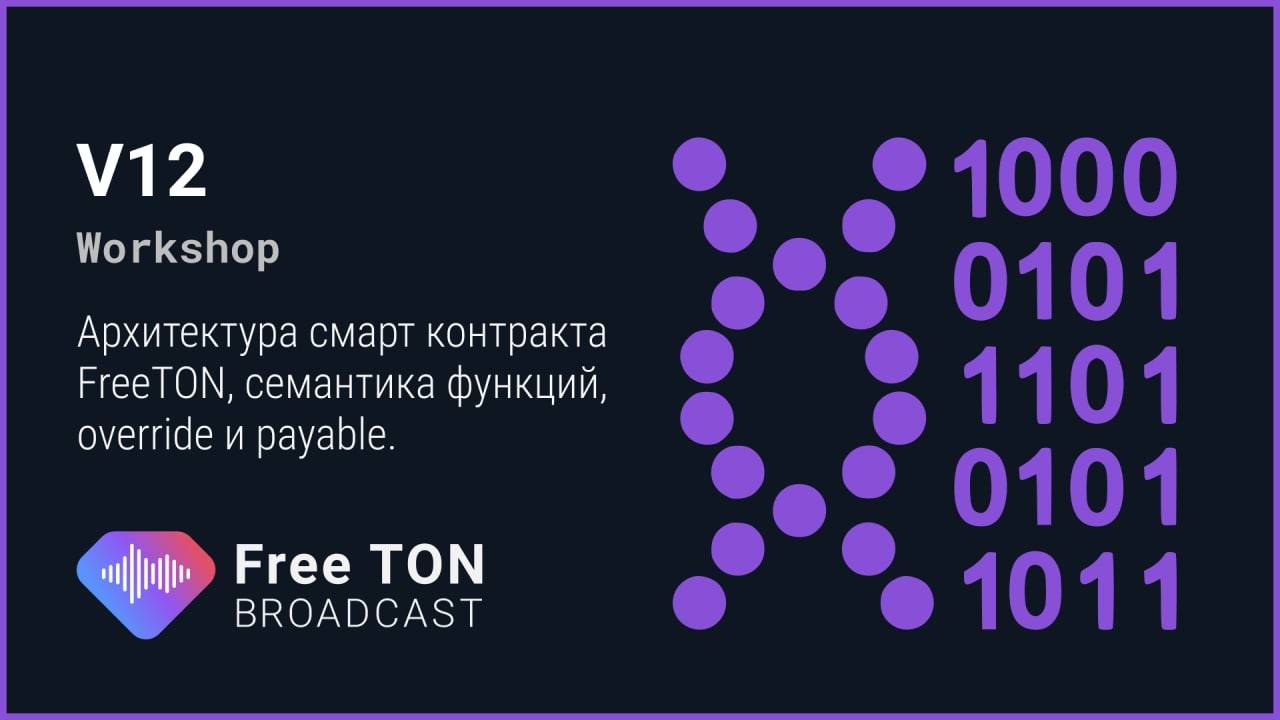 V12
Workshop
Архитектура смарт контракта
FreeTON, семантика функций,
override и payable.
Free TON
BROADCAST
1000
0101
1101
0101
1011